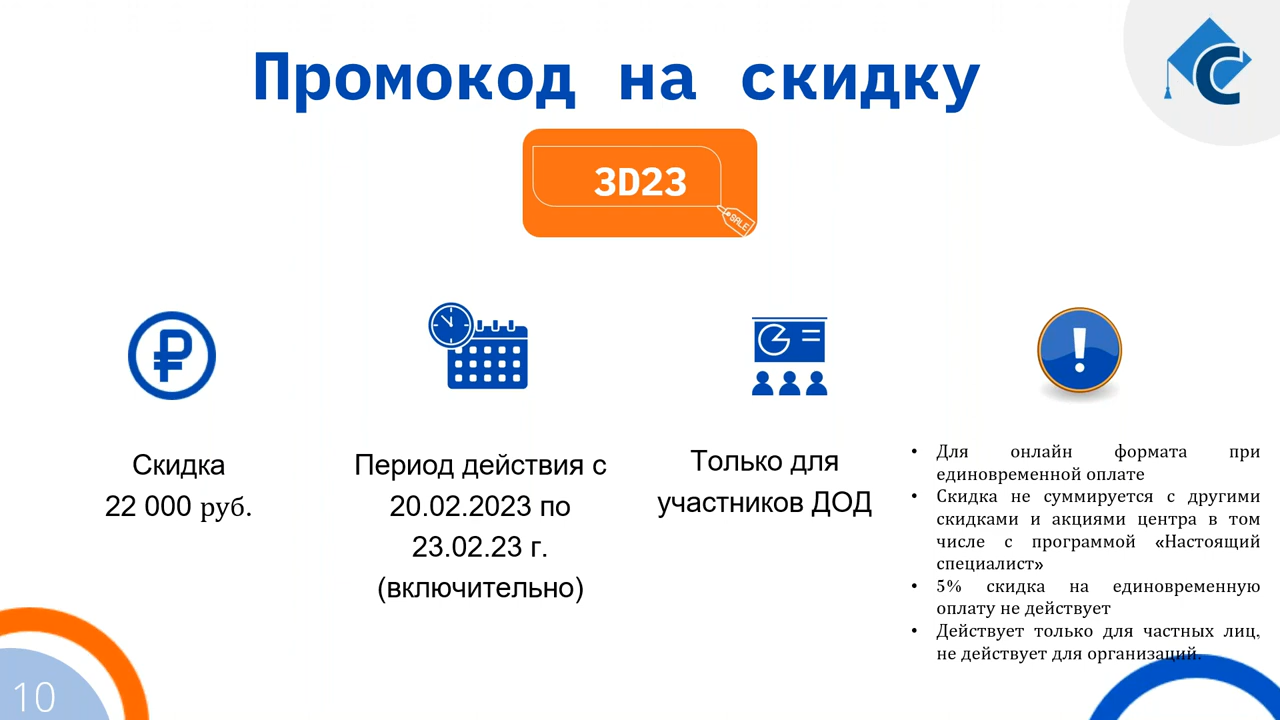 Промокод на скидку
3D23
SALE
Скидка
22 000 руб.
Период действия с
20.02.2023 по
23.02.23 г.
(включительно)
Только для
участников ДОД
• Для онлайн формата при
единовременной оплате
• Скидка не суммируется с другими
скидками и акциями центра в том
числе с программой «Настоящий
специалист»
• 5% скидка на единовременную
оплату не действует
• Действует только для частных лиц,
не действует для организаций.
10